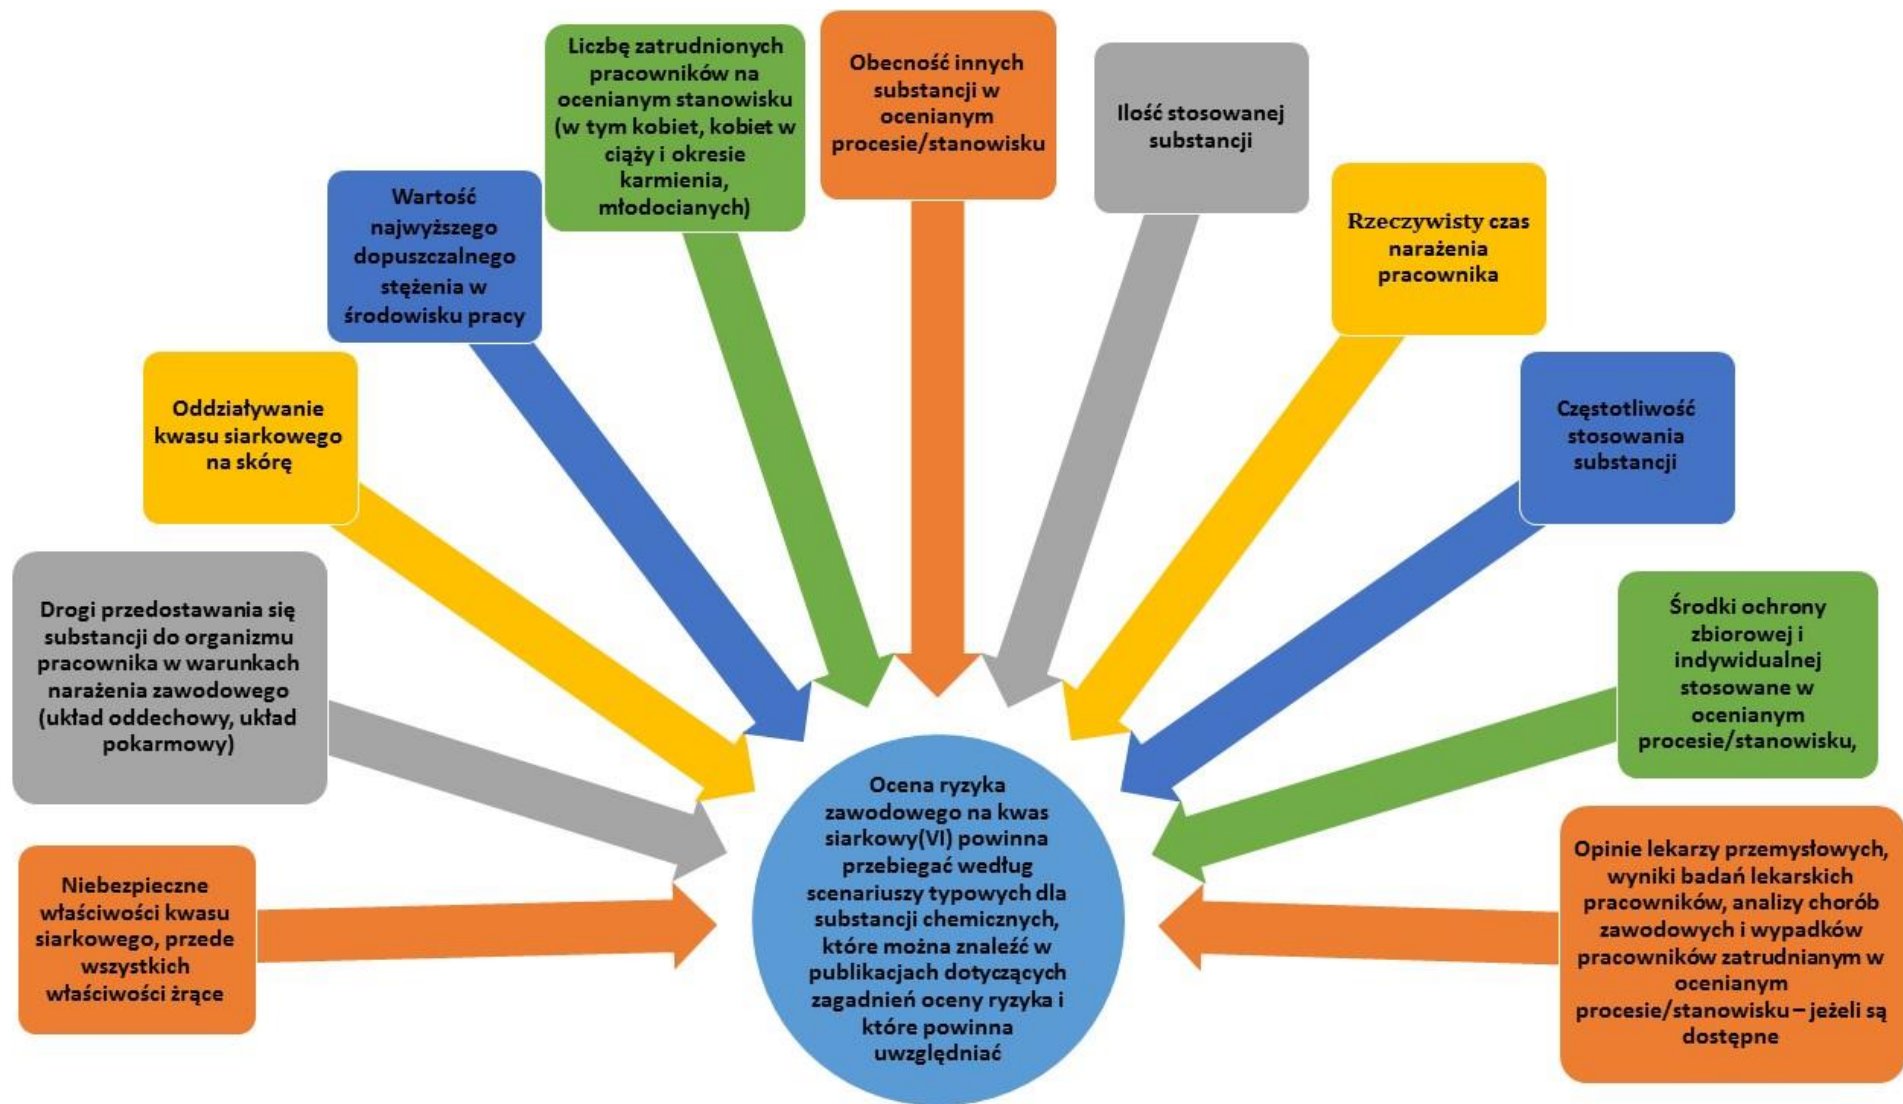 Niebezpieczne
właściwości kwasu
siarkowego, przede
wszystkich
właściwości żrące
Drogi przedostawania się
substancji do organizmu
pracownika w warunkach
narażenia zawodowego
(układ oddechowy, układ
pokarmowy)
Oddziaływanie
kwasu siarkowego
na skórę
Wartość
najwyższego
dopuszczalnego
stężenia w
środowisku pracy
Liczbę zatrudnionych
pracowników na
ocenianym stanowisku
(w tym kobiet, kobiet w
ciąży i okresie
karmienia,
młodocianych)
Obecność innych
substancji w
ocenianym
procesie/stanowisku
Ilość stosowanej
substancji
Rzeczywisty czas
narażenia
pracownika
Częstotliwość
stosowania
substancji
Środki ochrony
zbiorowej i
indywidualnej
stosowane w
ocenianym
procesie/stanowisku,
Opinie lekarzy przemysłowych,
wyniki badań lekarskich
pracowników, analizy chorób
zawodowych i wypadków
pracowników zatrudnianym w
ocenianym
procesie/stanowisku – jeżeli są
dostępne
Ocena ryzyka
zawodowego na kwas
siarkowy(VI) powinna
przebiegać według
scenariuszy typowych dla
substancji chemicznych,
które można znaleźć w
publikacjach dotyczących
zagadnień oceny ryzyka i
które powinna
uwzględniać